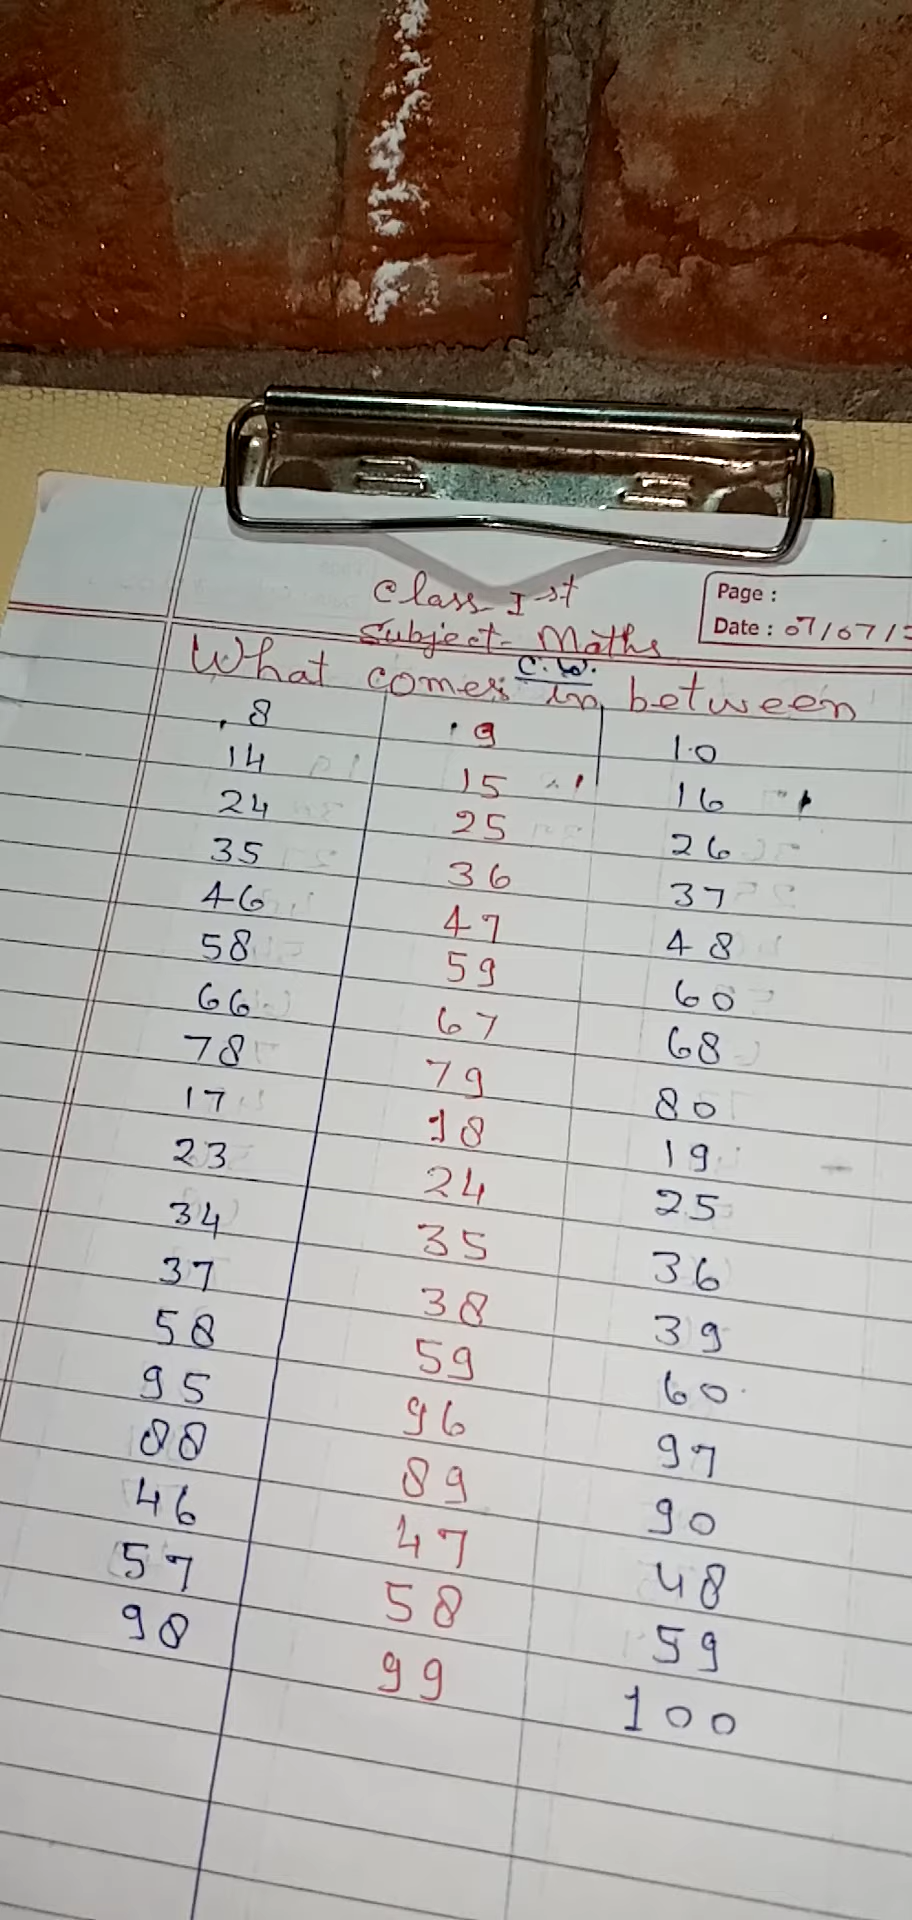 Class Ist
Page :
Subject- Maths
Date : 07/07/
C.W.
What comes in between
8 9 10
14 15 16
24 25 26
35 36 37
46 47 48
58 59 60
66 67 68
78 79 80
17 18 19
23 24 25
34 35 36
37 38 39
58 59 60
95 96 97
88 89 90
46 47 48
57 58 59
98 99 100